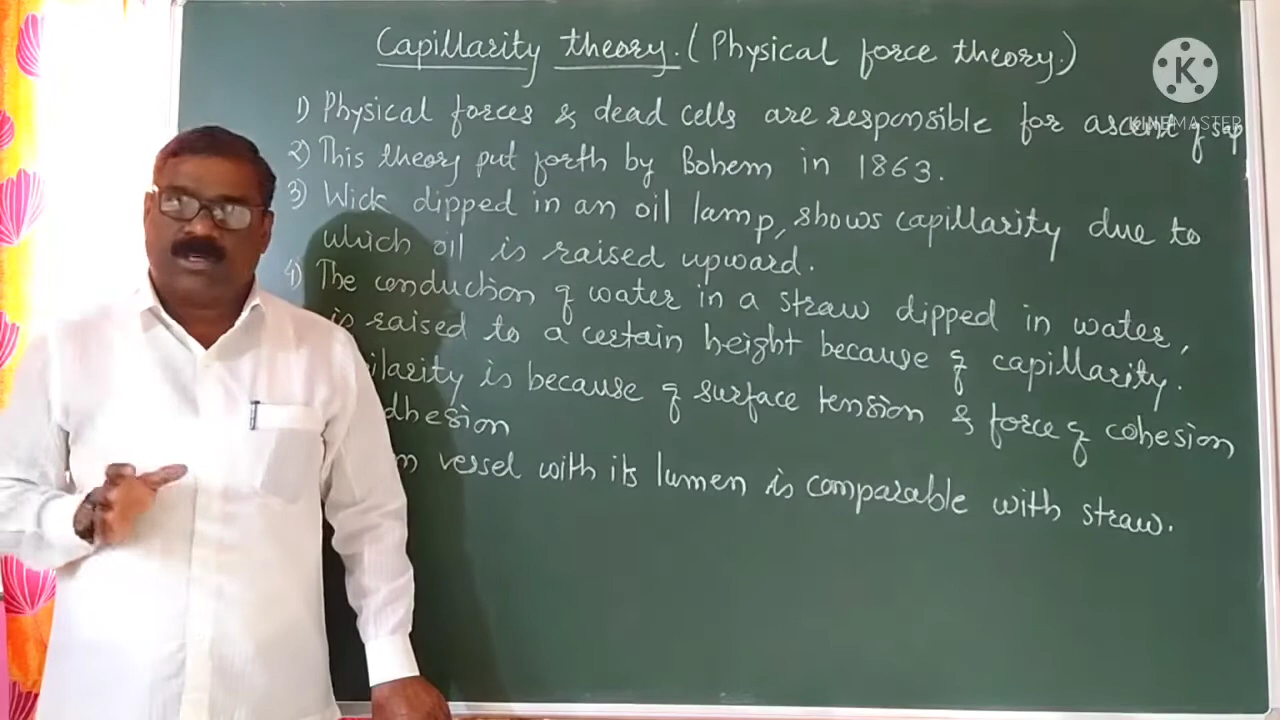 Capillarity theory. (Physical force theory.)
1) Physical forces & dead cells are responsible for ascent of sap
2) This theory put forth by Bohem in 1863.
3) Wick dipped in an oil lamp, shows capillarity due to
which oil is raised upward.
4) The conduction of water in a straw dipped in water,
is raised to a certain height because of capillarity.
ilarity is because of surface tension & force of cohesion
dhesion
m vessel with its lumen is comparable with straw.
K
KINEMASTER